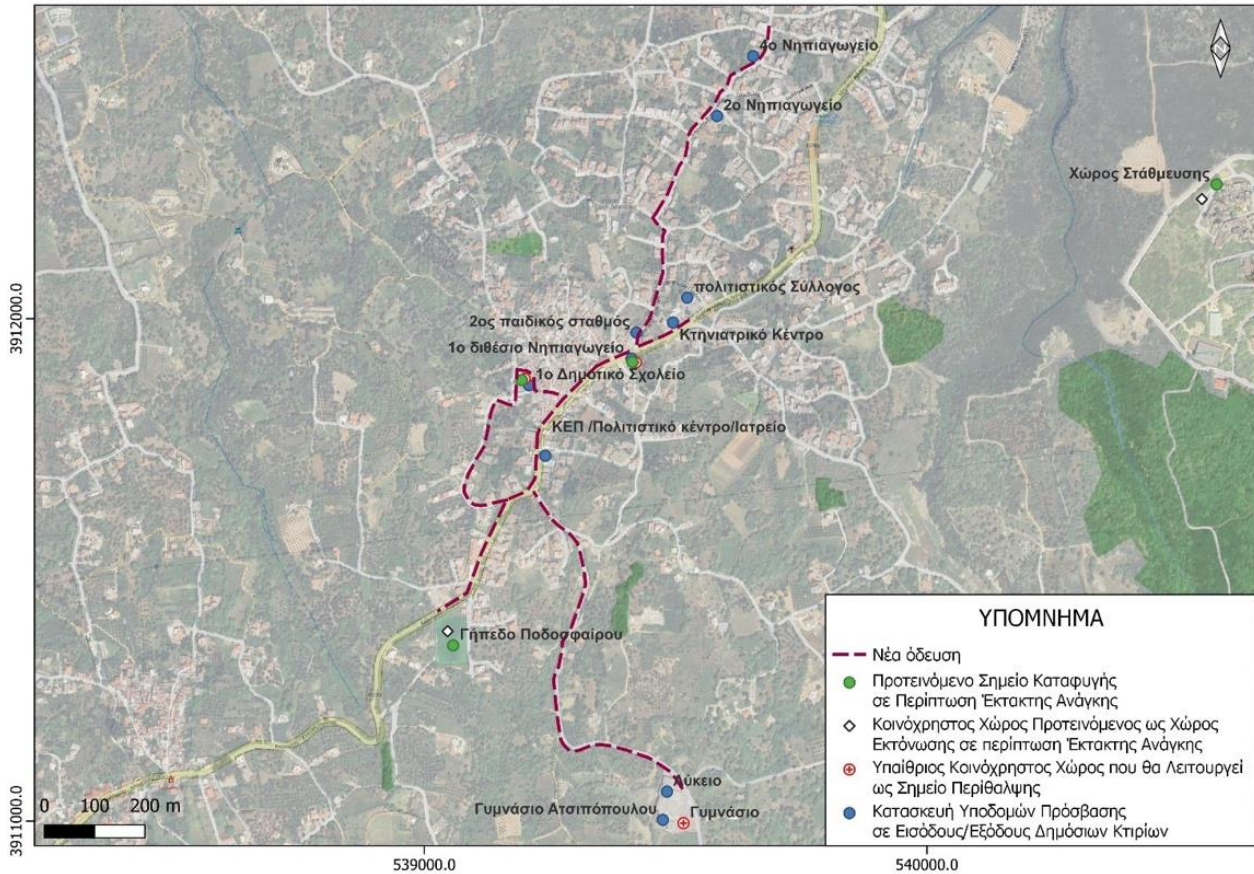 4ο Νηπιαγωγείο
2ο Νηπιαγωγείο
Χώρος Στάθμευσης
πολιτιστικός Σύλλογος
2ος παιδικός σταθμός
Κτηνιατρικό Κέντρο
1ο διθέσιο Νηπιαγωγείο
1ο Δημοτικό Σχολείο
ΚΕΠ /Πολιτιστικό κέντρο/Ιατρείο
Γήπεδο Ποδοσφαίρου
Λύκειο
Γυμνάσιο Ατσιπόπουλου
Γυμνάσιο
3912000.0
3911000.0
539000.0
540000.0
0 100 200 m
N
ΥΠΟΜΝΗΜΑ
Νέα όδευση
Προτεινόμενο Σημείο Καταφυγής
σε Περίπτωση Έκτακτης Ανάγκης
Κοινόχρηστος Χώρος Προτεινόμενος ως Χώρος
Εκτόνωσης σε περίπτωση Έκτακτης Ανάγκης
Υπαίθριος Κοινόχρηστος Χώρος που θα Λειτουργεί
ως Σημείο Περίθαλψης
Κατασκευή Υποδομών Πρόσβασης
σε Εισόδους/Εξόδους Δημόσιων Κτιρίων